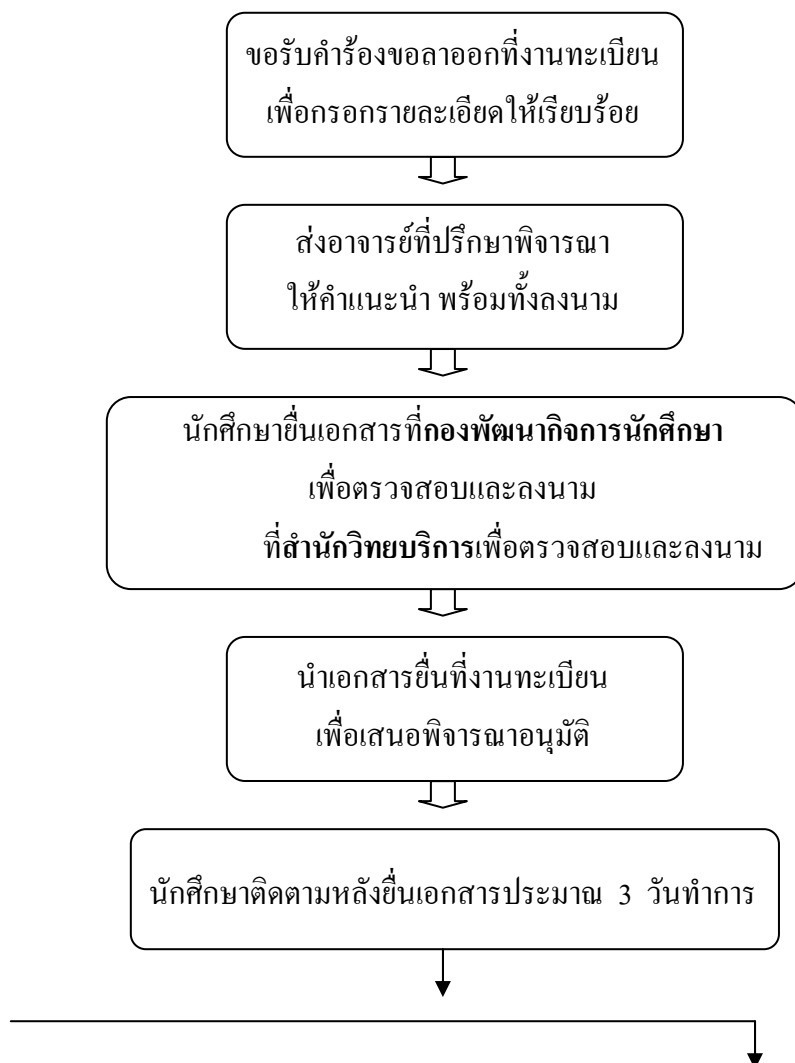 ขอรับคำร้องขอลาออกที่งานทะเบียน
เพื่อกรอกรายละเอียดให้เรียบร้อย
ส่งอาจารย์ที่ปรึกษาพิจารณา
ให้คำแนะนำ พร้อมทั้งลงนาม
นักศึกษายื่นเอกสารที่กองพัฒนากิจการนักศึกษา
เพื่อตรวจสอบและลงนาม
ที่สำนักวิทยบริการเพื่อตรวจสอบและลงนาม
นำเอกสารยื่นที่งานทะเบียน
เพื่อเสนอพิจารณาอนุมัติ
นักศึกษาติดตามหลังยื่นเอกสารประมาณ 3 วันทำการ